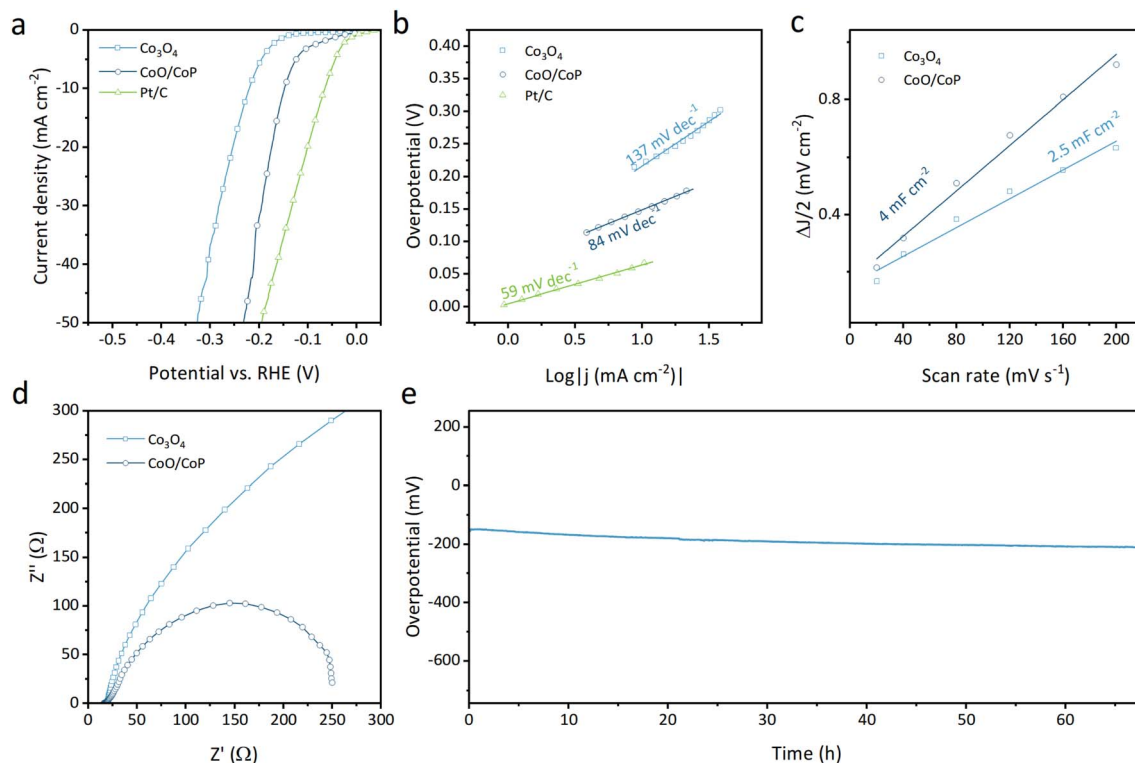 a
Co₃O₄
CoO/CoP
Pt/C
0
-10
-20
-30
-40
-50
-0.5
-0.3
-0.2
-0.1
0.0
Current density (mA cm⁻²)
Potential vs. RHE (V)
b
Co₃O₄
CoO/CoP
Pt/C
137 mV dec⁻¹
84 mV dec⁻¹
59 mV dec⁻¹
0.40
0.35
0.30
0.25
0.20
0.15
0.10
0.05
0.00
0.0
0.5
1.0
1.5
Overpotential (V)
Log|j (mA cm⁻²)|
c
Co₃O₄
CoO/CoP
4 mF cm⁻²
2.5 mF cm⁻²
0.8
0.4
0
40
80
120
160
200
ΔJ/2 (mV cm⁻²)
Scan rate (mV s⁻¹)
d
Co₃O₄
CoO/CoP
300
250
200
150
100
50
0
0
50
100
150
200
250
300
Z'' (Ω)
Z' (Ω)
e
200
0
-200
-400
-600
0
10
20
30
40
50
60
Overpotential (mV)
Time (h)